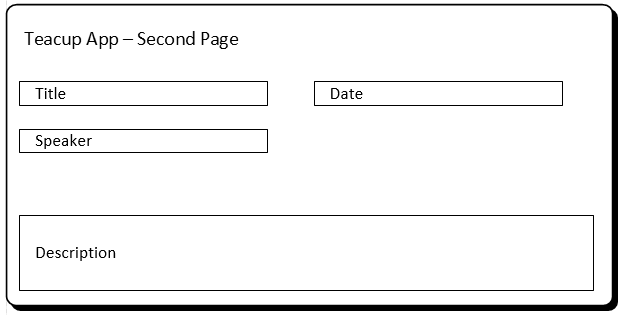 Teacup App – Second Page
Title
Date
Speaker
Description